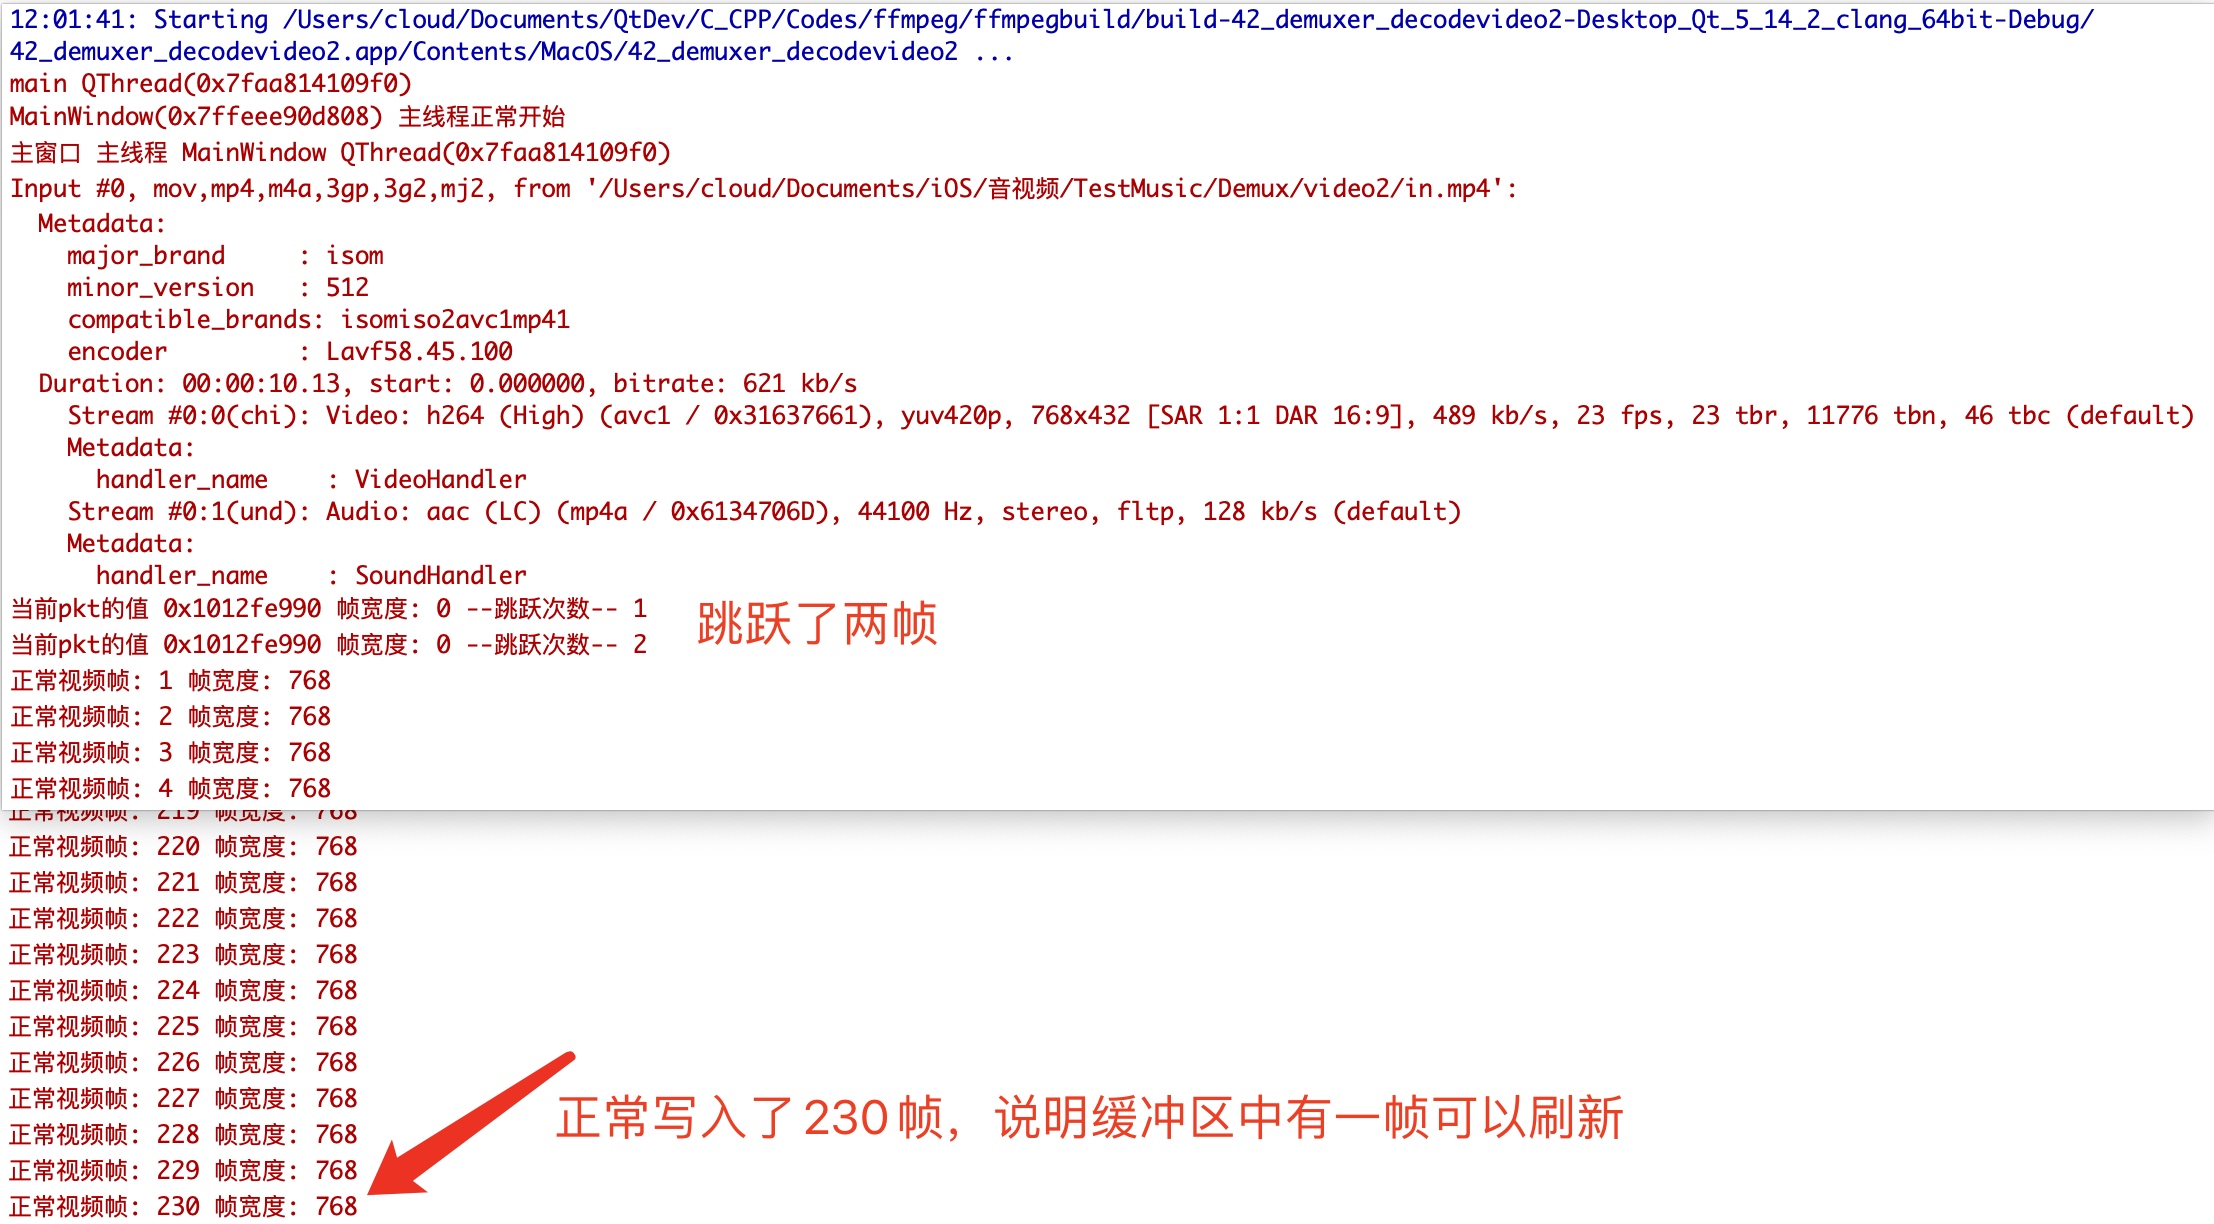 12:01:41: Starting /Users/cloud/Documents/QtDev/C_CPP/Codes/ffmpeg/ffmpegbuild/build-42_demuxer_decodevideo2-Desktop_Qt_5_14_2_clang_64bit-Debug/
42_demuxer_decodevideo2.app/Contents/MacOS/42_demuxer_decodevideo2 ...
main QThread(0x7faa814109f0)
MainWindow(0x7ffeee90d808) 主线程正常开始
主窗口 主线程 MainWindow QThread(0x7faa814109f0)
Input #0, mov,mp4,m4a,3gp,3g2,mj2, from '/Users/cloud/Documents/iOS/音视频/TestMusic/Demux/video2/in.mp4':
  Metadata:
    major_brand     : isom
    minor_version   : 512
    compatible_brands: isomiso2avc1mp41
    encoder         : Lavf58.45.100
  Duration: 00:00:10.13, start: 0.000000, bitrate: 621 kb/s
    Stream #0:0(chi): Video: h264 (High) (avc1 / 0x31637661), yuv420p, 768x432 [SAR 1:1 DAR 16:9], 489 kb/s, 23 fps, 23 tbr, 11776 tbn, 46 tbc (default)
    Metadata:
      handler_name    : VideoHandler
    Stream #0:1(und): Audio: aac (LC) (mp4a / 0x6134706D), 44100 Hz, stereo, fltp, 128 kb/s (default)
    Metadata:
      handler_name    : SoundHandler
当前pkt的值 0x1012fe990 帧宽度: 0 --跳跃次数-- 1
当前pkt的值 0x1012fe990 帧宽度: 0 --跳跃次数-- 2
跳跃了两帧
正常视频帧: 1 帧宽度: 768
正常视频帧: 2 帧宽度: 768
正常视频帧: 3 帧宽度: 768
正常视频帧: 4 帧宽度: 768
正常视频帧: 219 帧宽度: 768
正常视频帧: 220 帧宽度: 768
正常视频帧: 221 帧宽度: 768
正常视频帧: 222 帧宽度: 768
正常视频帧: 223 帧宽度: 768
正常视频帧: 224 帧宽度: 768
正常视频帧: 225 帧宽度: 768
正常视频帧: 226 帧宽度: 768
正常视频帧: 227 帧宽度: 768
正常写入了230帧，说明缓冲区中有一帧可以刷新
正常视频帧: 228 帧宽度: 768
正常视频帧: 229 帧宽度: 768
正常视频帧: 230 帧宽度: 768